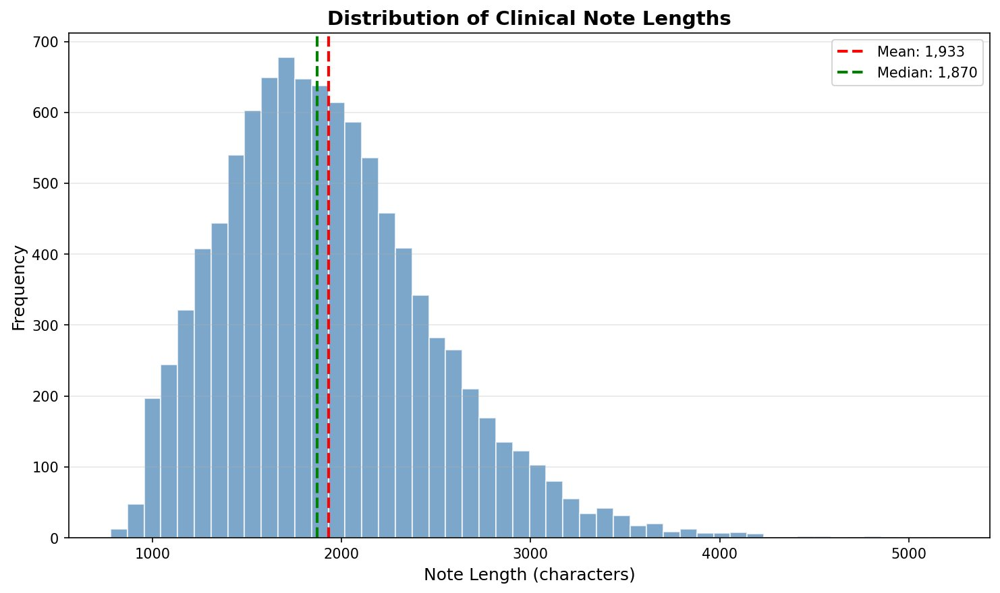 Distribution of Clinical Note Lengths
Mean: 1,933
Median: 1,870
700
600
500
400
300
200
100
0
Frequency
1000 2000 3000 4000 5000
Note Length (characters)